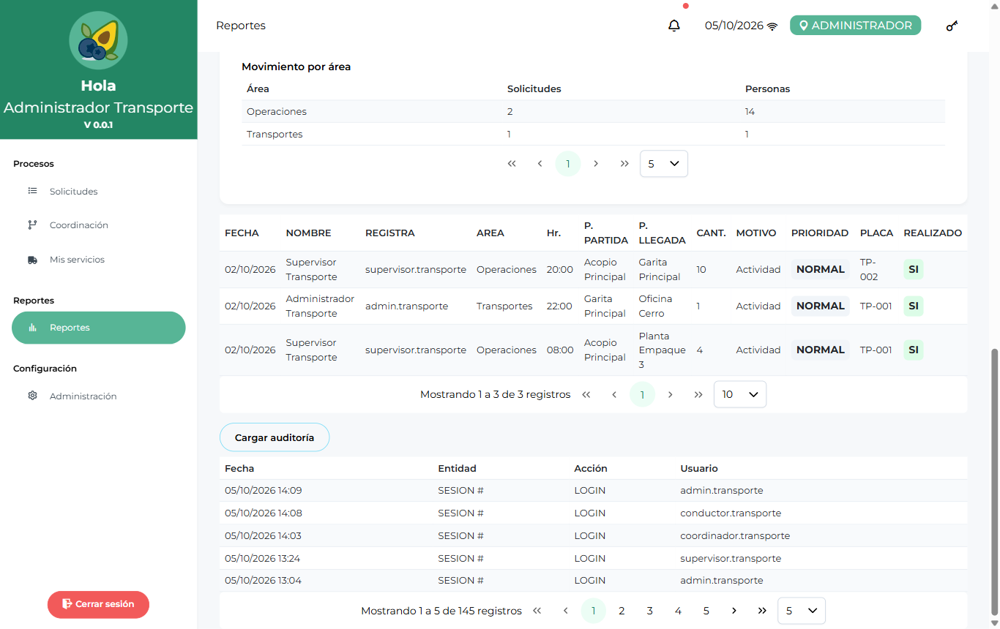 Hola
Administrador Transporte
V 0.0.1
Procesos
Solicitudes
Coordinación
Mis servicios
Reportes
Reportes
Configuración
Administración
Cerrar sesión
Reportes
05/10/2026
ADMINISTRADOR
Movimiento por área
Área Solicitudes Personas
Operaciones 2 14
Transportes 1 1
« ‹ 1 › » 5
FECHA NOMBRE REGISTRA AREA Hr. P. PARTIDA P. LLEGADA CANT. MOTIVO PRIORIDAD PLACA REALIZADO
02/10/2026 Supervisor Transporte supervisor.transporte Operaciones 20:00 Acopio Principal Garita Principal 10 Actividad NORMAL TP-002 SI
02/10/2026 Administrador Transporte admin.transporte Transportes 22:00 Garita Principal Oficina Cerro 1 Actividad NORMAL TP-001 SI
02/10/2026 Supervisor Transporte supervisor.transporte Operaciones 08:00 Acopio Principal Planta Empaque 3 4 Actividad NORMAL TP-001 SI
Mostrando 1 a 3 de 3 registros « ‹ 1 › » 10
Cargar auditoría
Fecha Entidad Acción Usuario
05/10/2026 14:09 SESION # LOGIN admin.transporte
05/10/2026 14:08 SESION # LOGIN conductor.transporte
05/10/2026 14:03 SESION # LOGIN coordinador.transporte
05/10/2026 13:24 SESION # LOGIN supervisor.transporte
05/10/2026 13:04 SESION # LOGIN admin.transporte
Mostrando 1 a 5 de 145 registros « ‹ 1 2 3 4 5 › » 5